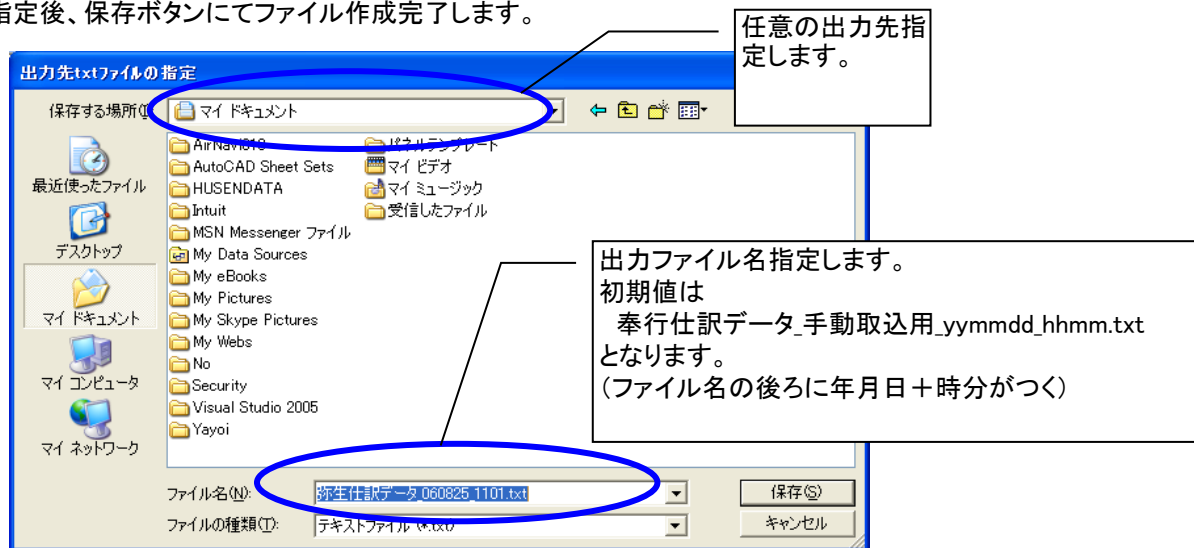 指定後、保存ボタンにてファイル作成完了します。
任意の出力先指
定します。
出力先txtファイルの指定
保存する場所(I)
マイ ドキュメント
最近使ったファイル
デスクトップ
マイ ドキュメント
マイ コンピュータ
マイ ネットワーク
AutoCAD Sheet Sets
HUSENDATA
Intuit
MSN Messenger ファイル
My Data Sources
My eBooks
My Pictures
My Skype Pictures
My Webs
No
Security
Visual Studio 2005
Yayoi
パネルテンプレート
マイ ビデオ
マイ ミュージック
受信したファイル
出力ファイル名指定します。
初期値は
奉行仕訳データ_手動取込用_yymmdd_hhmm.txt
となります。
（ファイル名の後ろに年月日＋時分がつく）
ファイル名(N):
弥生仕訳データ_060825_1101.txt
保存(S)
ファイルの種類(T):
テキストファイル (*.txt)
キャンセル